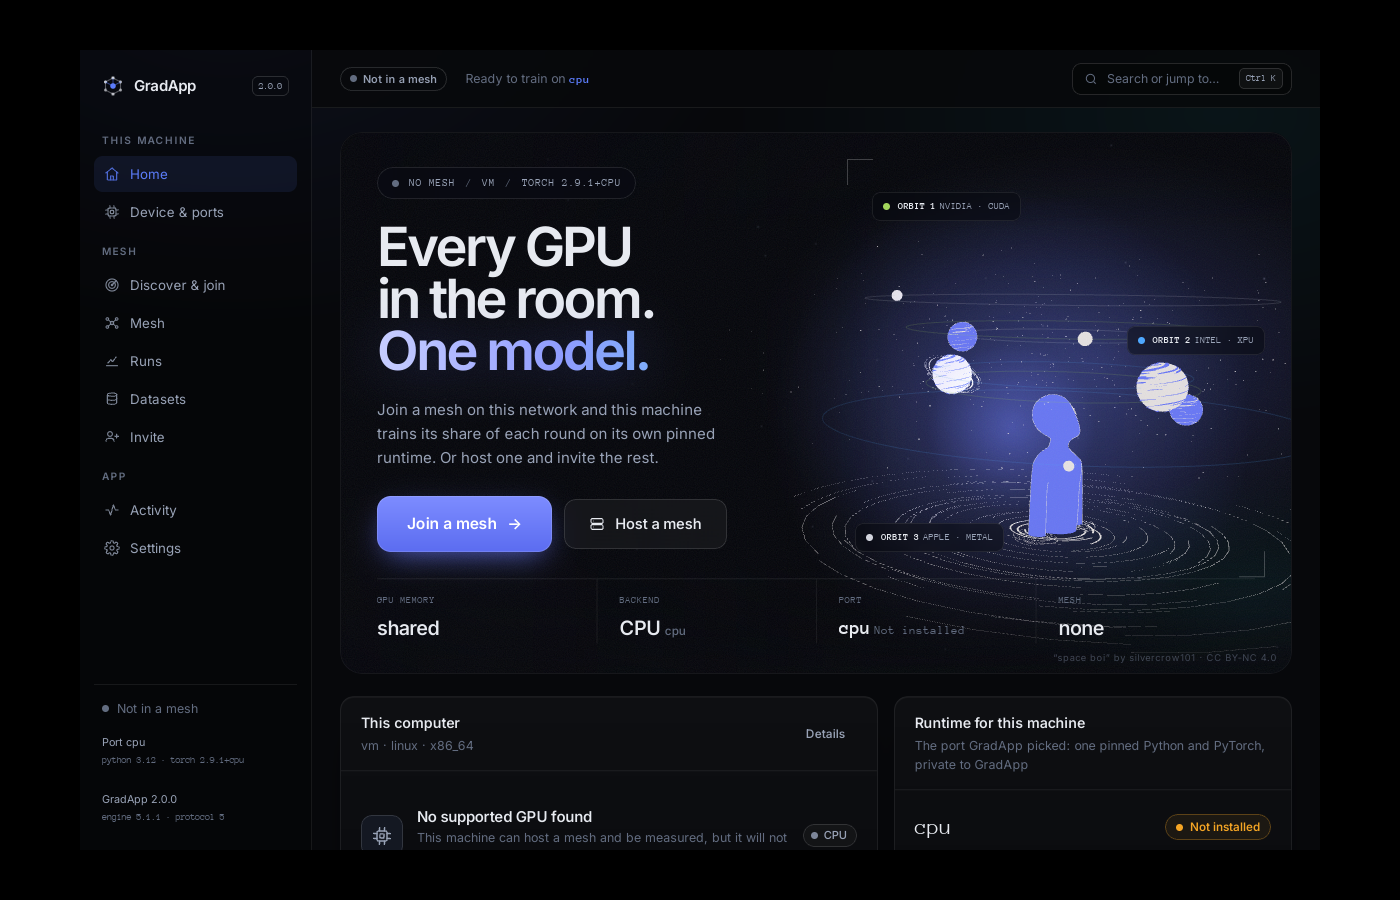 GradApp 2.0.0
THIS MACHINE
Home
Device & ports
MESH
Discover & join
Mesh
Runs
Datasets
Invite
APP
Activity
Settings
Not in a mesh
Port cpu
python 3.12 · torch 2.9.1+cpu
GradApp 2.0.0
engine 5.1.1 · protocol 5
Not in a mesh Ready to train on cpu
Search or jump to... Ctrl K
NO MESH / VM / TORCH 2.9.1+CPU
Every GPU
in the room.
One model.
Join a mesh on this network and this machine
trains its share of each round on its own pinned
runtime. Or host one and invite the rest.
Join a mesh → Host a mesh
ORBIT 1 NVIDIA · CUDA
ORBIT 2 INTEL · XPU
ORBIT 3 APPLE · METAL
GPU MEMORY
shared
BACKEND
CPU cpu
PORT
cpu Not installed
MESH
none
"space boi" by silvercrow101 · CC BY-NC 4.0
This computer
vm · linux · x86_64
Details
No supported GPU found
This machine can host a mesh and be measured, but it will not
CPU
Runtime for this machine
The port GradApp picked: one pinned Python and PyTorch,
private to GradApp
cpu
Not installed